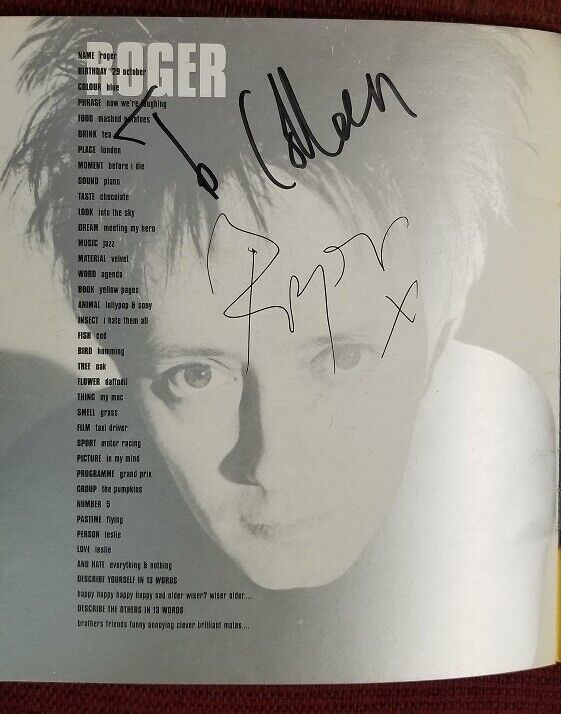 ROGER
NAME roger
BIRTHDAY 29 october
COLOUR blue
PHRASE now we're laughing
FOOD mashed potatoes
DRINK tea
PLACE london
MOMENT before i die
SOUND piano
TASTE chocolate
LOOK into the sky
DREAM meeting my hero
MUSIC jazz
MATERIAL velvet
WORD agenda
BOOK yellow pages
ANIMAL lollypop & sony
INSECT i hate them all
FISH cod
BIRD humming
TREE oak
FLOWER daffodil
THING my mac
SMELL grass
FILM taxi driver
SPORT motor racing
PICTURE in my mind
PROGRAMME grand prix
GROUP the pumpkins
NUMBER 5
PASTIME flying
PERSON leslie
LOVE leslie
AND HATE everything & nothing
DESCRIBE YOURSELF IN 13 WORDS
happy happy happy happy sad older wiser? wiser older....
DESCRIBE THE OTHERS IN 13 WORDS
brothers friends funny annoying clever brilliant mates....
To
Roger
x